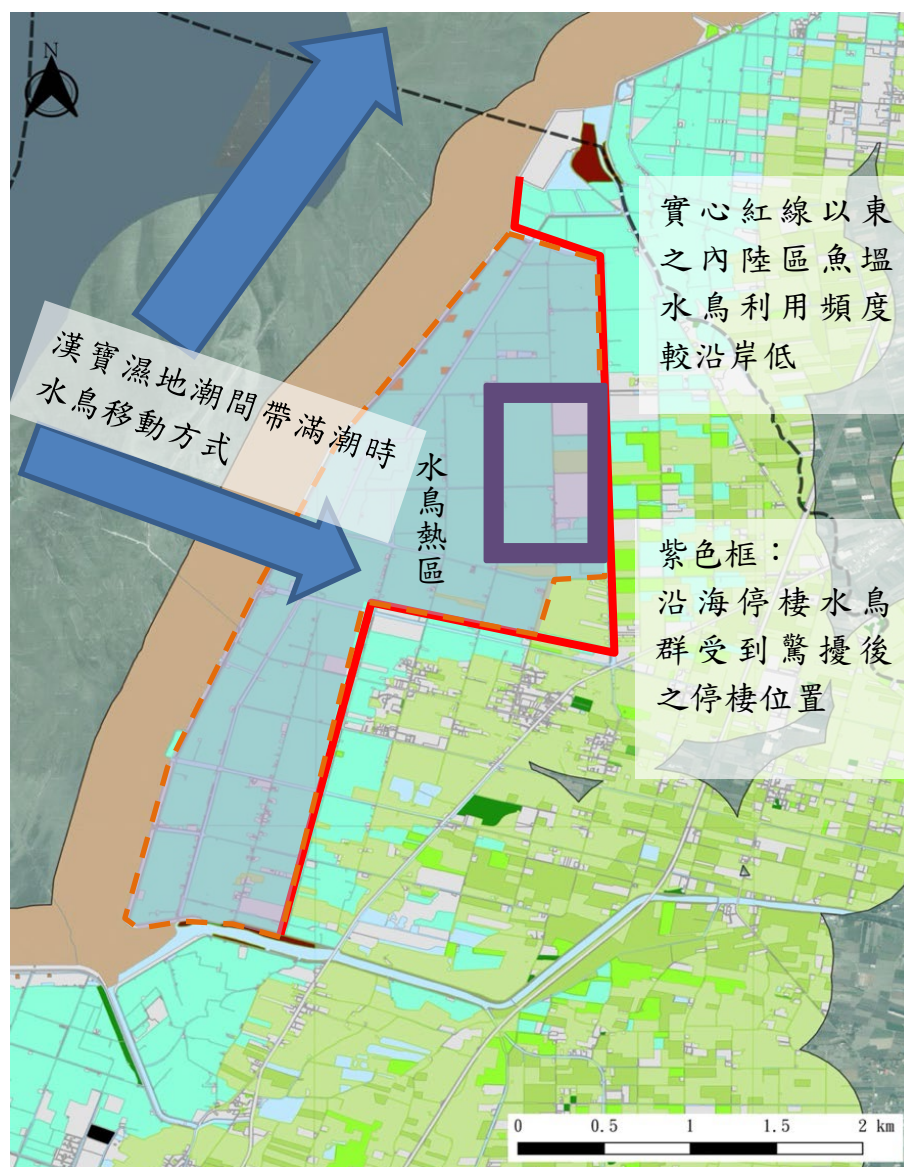 N
實心紅線以東
之內陸區魚塭
水鳥利用頻度
較沿岸低
漢寶濕地潮間帶滿潮時
水鳥移動方式
水鳥熱區
紫色框：
沿海停棲水鳥
群受到驚擾後
之停棲位置
0 0.5 1 1.5 2 km